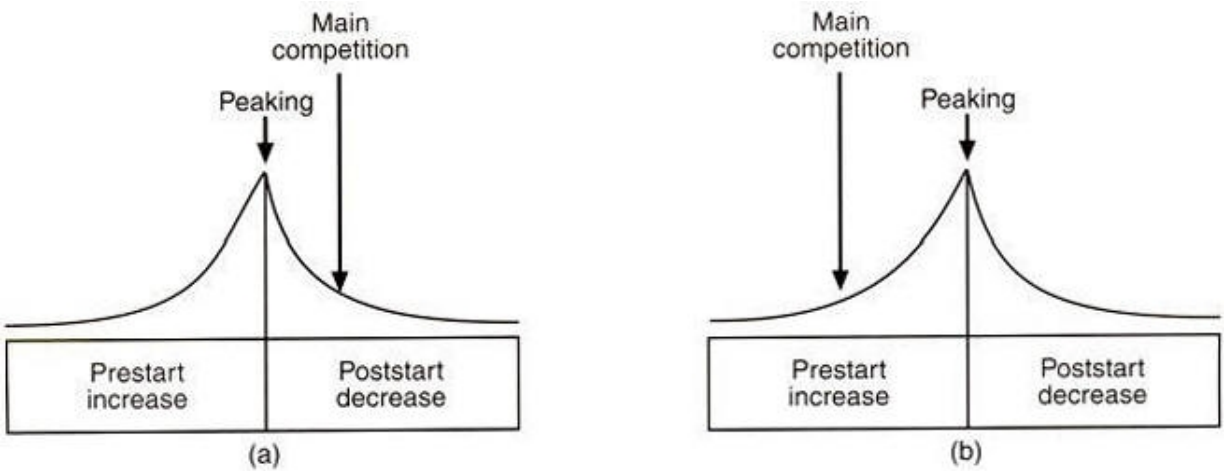 Main
competition
Peaking
Prestart
increase
Poststart
decrease
(a)
Main
competition
Peaking
Prestart
increase
Poststart
decrease
(b)